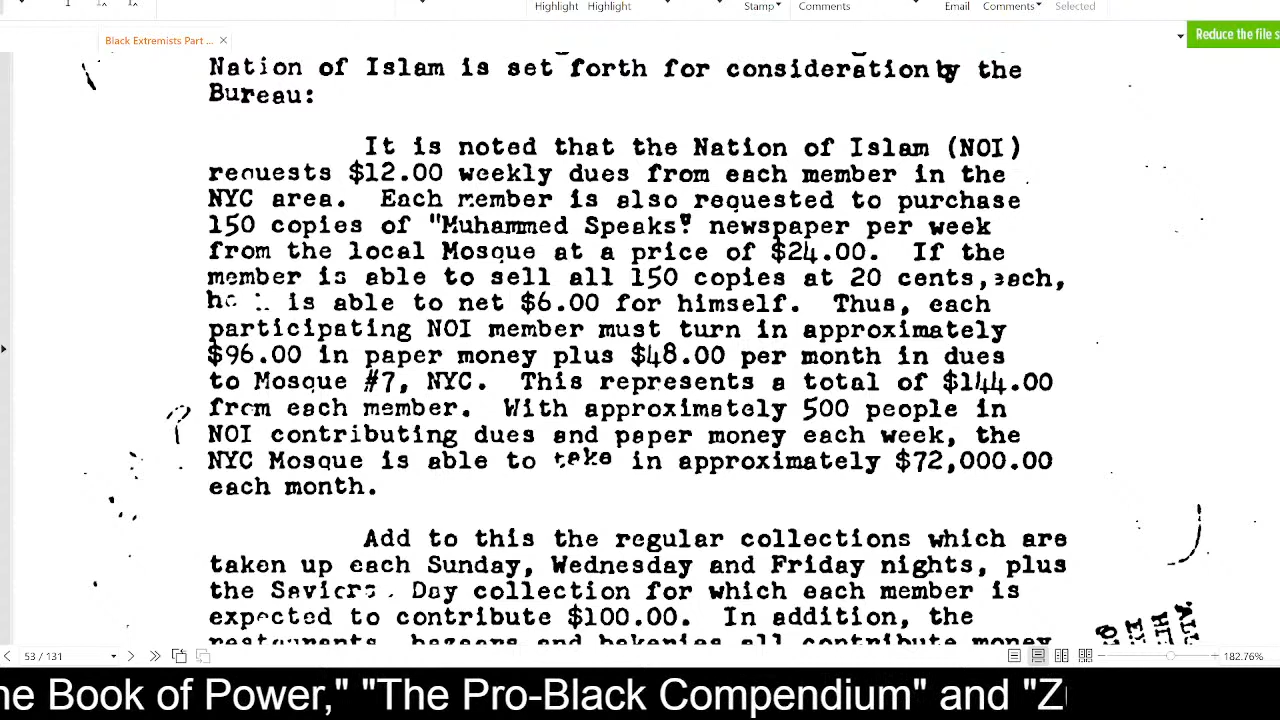 Highlight Highlight Stamp Comments Email Comments Selected
Black Extremists Part ...
Reduce the file s
Nation of Islam is set forth for consideration by the
Bureau:
It is noted that the Nation of Islam (NOI)
requests $12.00 weekly dues from each member in the
NYC area. Each member is also requested to purchase
150 copies of "Muhammed Speaks" newspaper per week
from the local Mosque at a price of $24.00. If the
member is able to sell all 150 copies at 20 cents, each,
is able to net $6.00 for himself. Thus, each
participating NOI member must turn in approximately
$96.00 in paper money plus $48.00 per month in dues
to Mosque #7, NYC. This represents a total of $144.00
from each member. With approximately 500 people in
NOI contributing dues and paper money each week, the
NYC Mosque is able to take in approximately $72,000.00
each month.
Add to this the regular collections which are
taken up each Sunday, Wednesday and Friday nights, plus
the Saviors Day collection for which each member is
expected to contribute $100.00. In addition, the
restaurants, bazaars and bakeries all contribute money
53 / 131
182.76%
he Book of Power," "The Pro-Black Compendium" and "Z